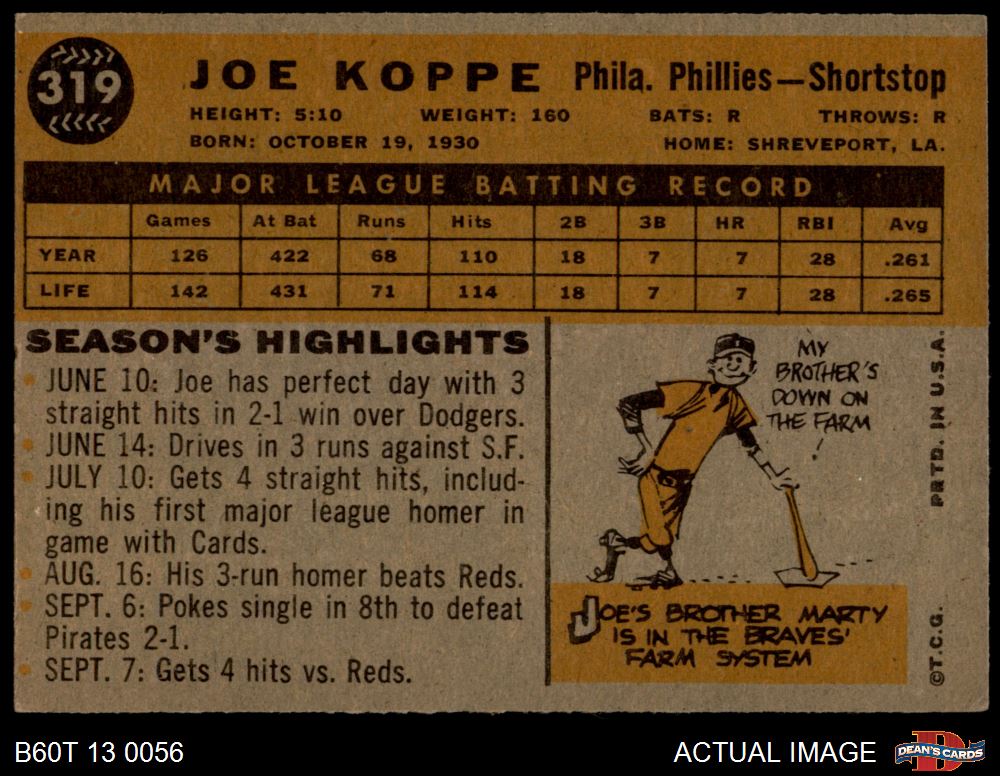 319
JOE KOPPE Phila. Phillies—Shortstop
HEIGHT: 5:10 WEIGHT: 160 BATS: R THROWS: R
BORN: OCTOBER 19, 1930 HOME: SHREVEPORT, LA.
MAJOR LEAGUE BATTING RECORD
Games At Bat Runs Hits 2B 3B HR RBI Avg
YEAR 126 422 68 110 18 7 7 28 .261
LIFE 142 431 71 114 18 7 7 28 .265
SEASON'S HIGHLIGHTS
JUNE 10: Joe has perfect day with 3
straight hits in 2-1 win over Dodgers.
JUNE 14: Drives in 3 runs against S.F.
JULY 10: Gets 4 straight hits, includ-
ing his first major league homer in
game with Cards.
AUG. 16: His 3-run homer beats Reds.
SEPT. 6: Pokes single in 8th to defeat
Pirates 2-1.
SEPT. 7: Gets 4 hits vs. Reds.
MY
BROTHER'S
DOWN ON
THE FARM
!
JOE'S BROTHER MARTY
IS IN THE BRAVES'
FARM SYSTEM
©T.C.G. PRTD. IN U.S.A.
B60T 13 0056 ACTUAL IMAGE
D
DEAN'S CARDS